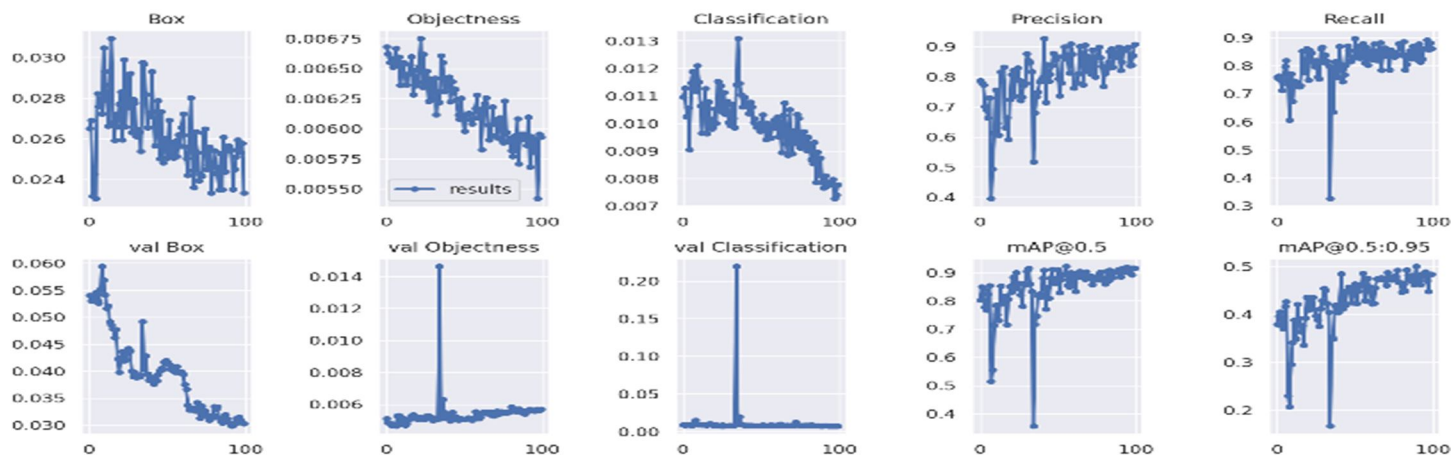 Box Objectness Classification Precision Recall
0.030 0.028 0.026 0.024
0 100
0.00675 0.00650 0.00625 0.00600 0.00575 0.00550
results
0 100
0.013 0.012 0.011 0.010 0.009 0.008 0.007
0 100
0.9 0.8 0.7 0.6 0.5 0.4
0 100
0.9 0.8 0.7 0.6 0.5 0.4 0.3
0 100
val Box val Objectness val Classification mAP@0.5 mAP@0.5:0.95
0.060 0.055 0.050 0.045 0.040 0.035 0.030
0 100
0.014 0.012 0.010 0.008 0.006
0 100
0.20 0.15 0.10 0.05 0.00
0 100
0.9 0.8 0.7 0.6 0.5 0.4
0 100
0.5 0.4 0.3 0.2
0 100